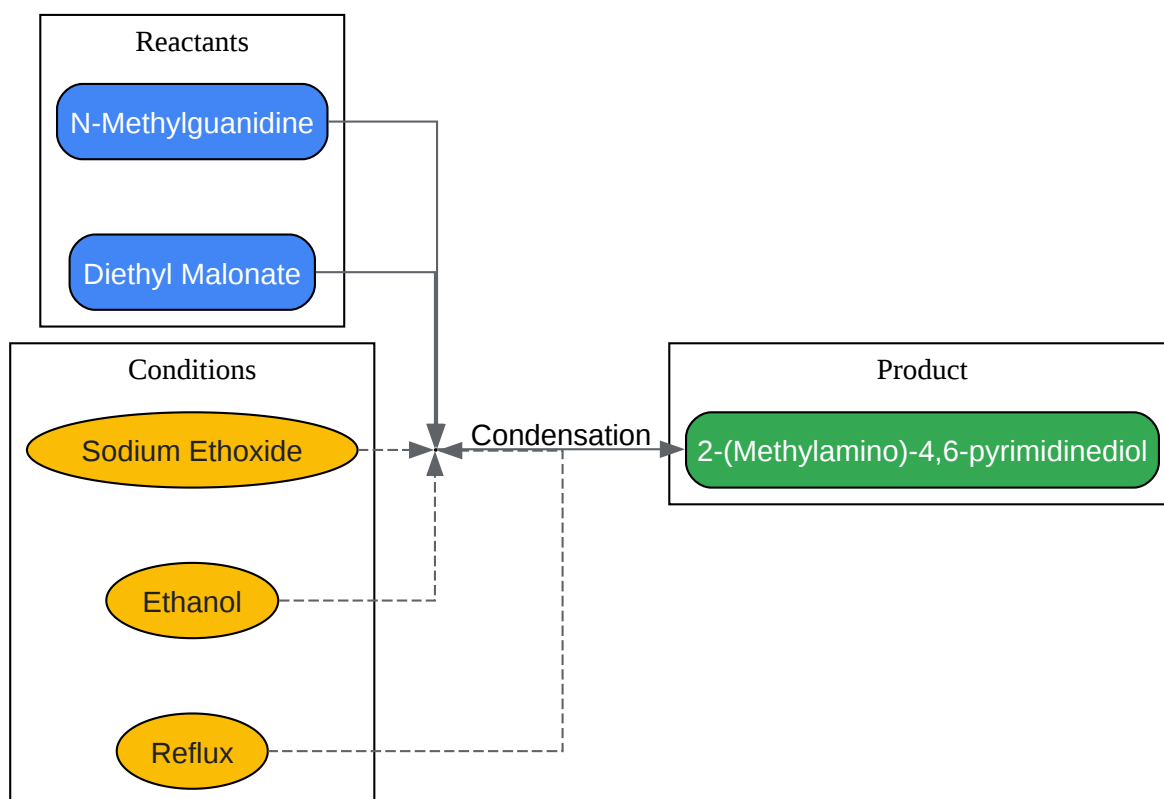 Reactants
N-Methylguanidine
Diethyl Malonate
Conditions
Sodium Ethoxide
Ethanol
Reflux
Condensation
Product
2-(Methylamino)-4,6-pyrimidinediol